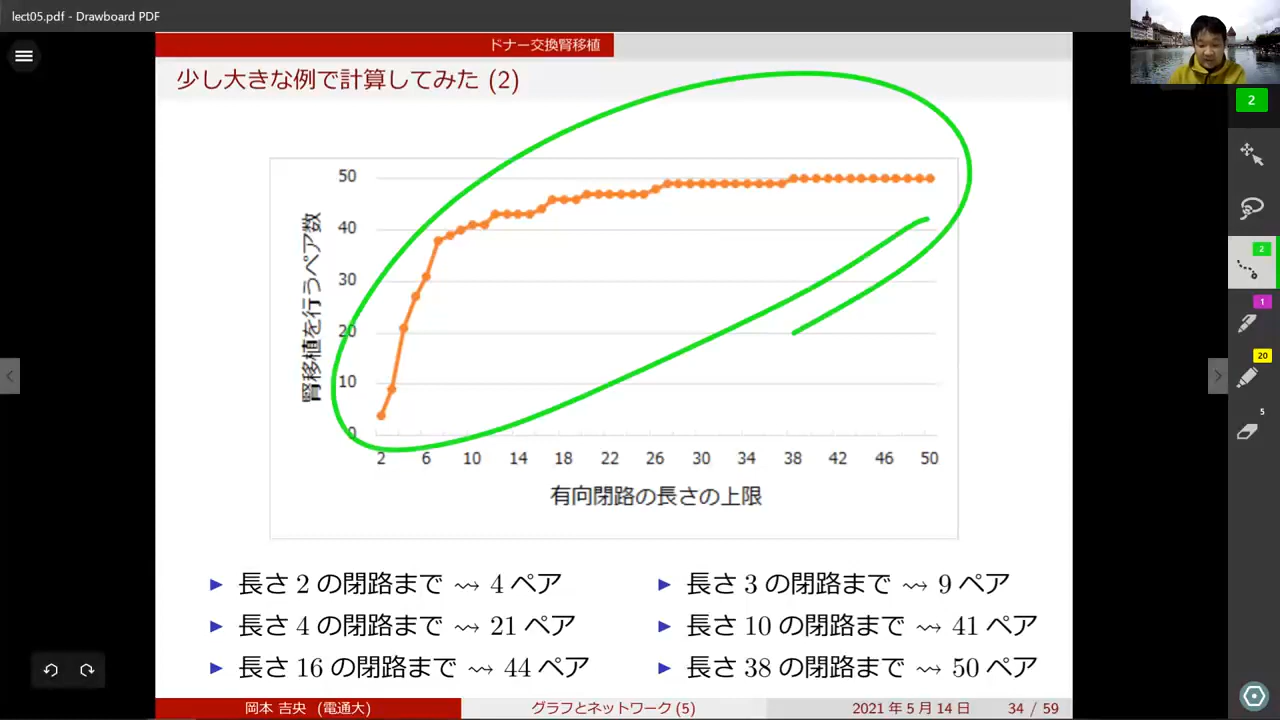 lect05.pdf - Drawboard PDF
ドナー交換腎移植
少し大きな例で計算してみた (2)
50
40
30
20
10
0
腎移植を行うペア数
2 6 10 14 18 22 26 30 34 38 42 46 50
有向閉路の長さの上限
▶ 長さ 2 の閉路まで ⇝ 4 ペア
▶ 長さ 3 の閉路まで ⇝ 9 ペア
▶ 長さ 4 の閉路まで ⇝ 21 ペア
▶ 長さ 10 の閉路まで ⇝ 41 ペア
▶ 長さ 16 の閉路まで ⇝ 44 ペア
▶ 長さ 38 の閉路まで ⇝ 50 ペア
岡本 吉央 (電通大)
グラフとネットワーク (5)
2021 年 5 月 14 日
34 / 59
2
2
1
20
5